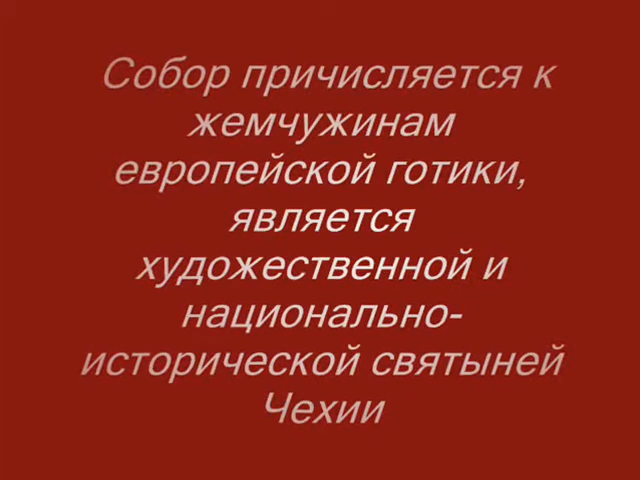 Собор причисляется к
жемчужинам
европейской готики,
является
художественной и
национально-
исторической святыней
Чехии